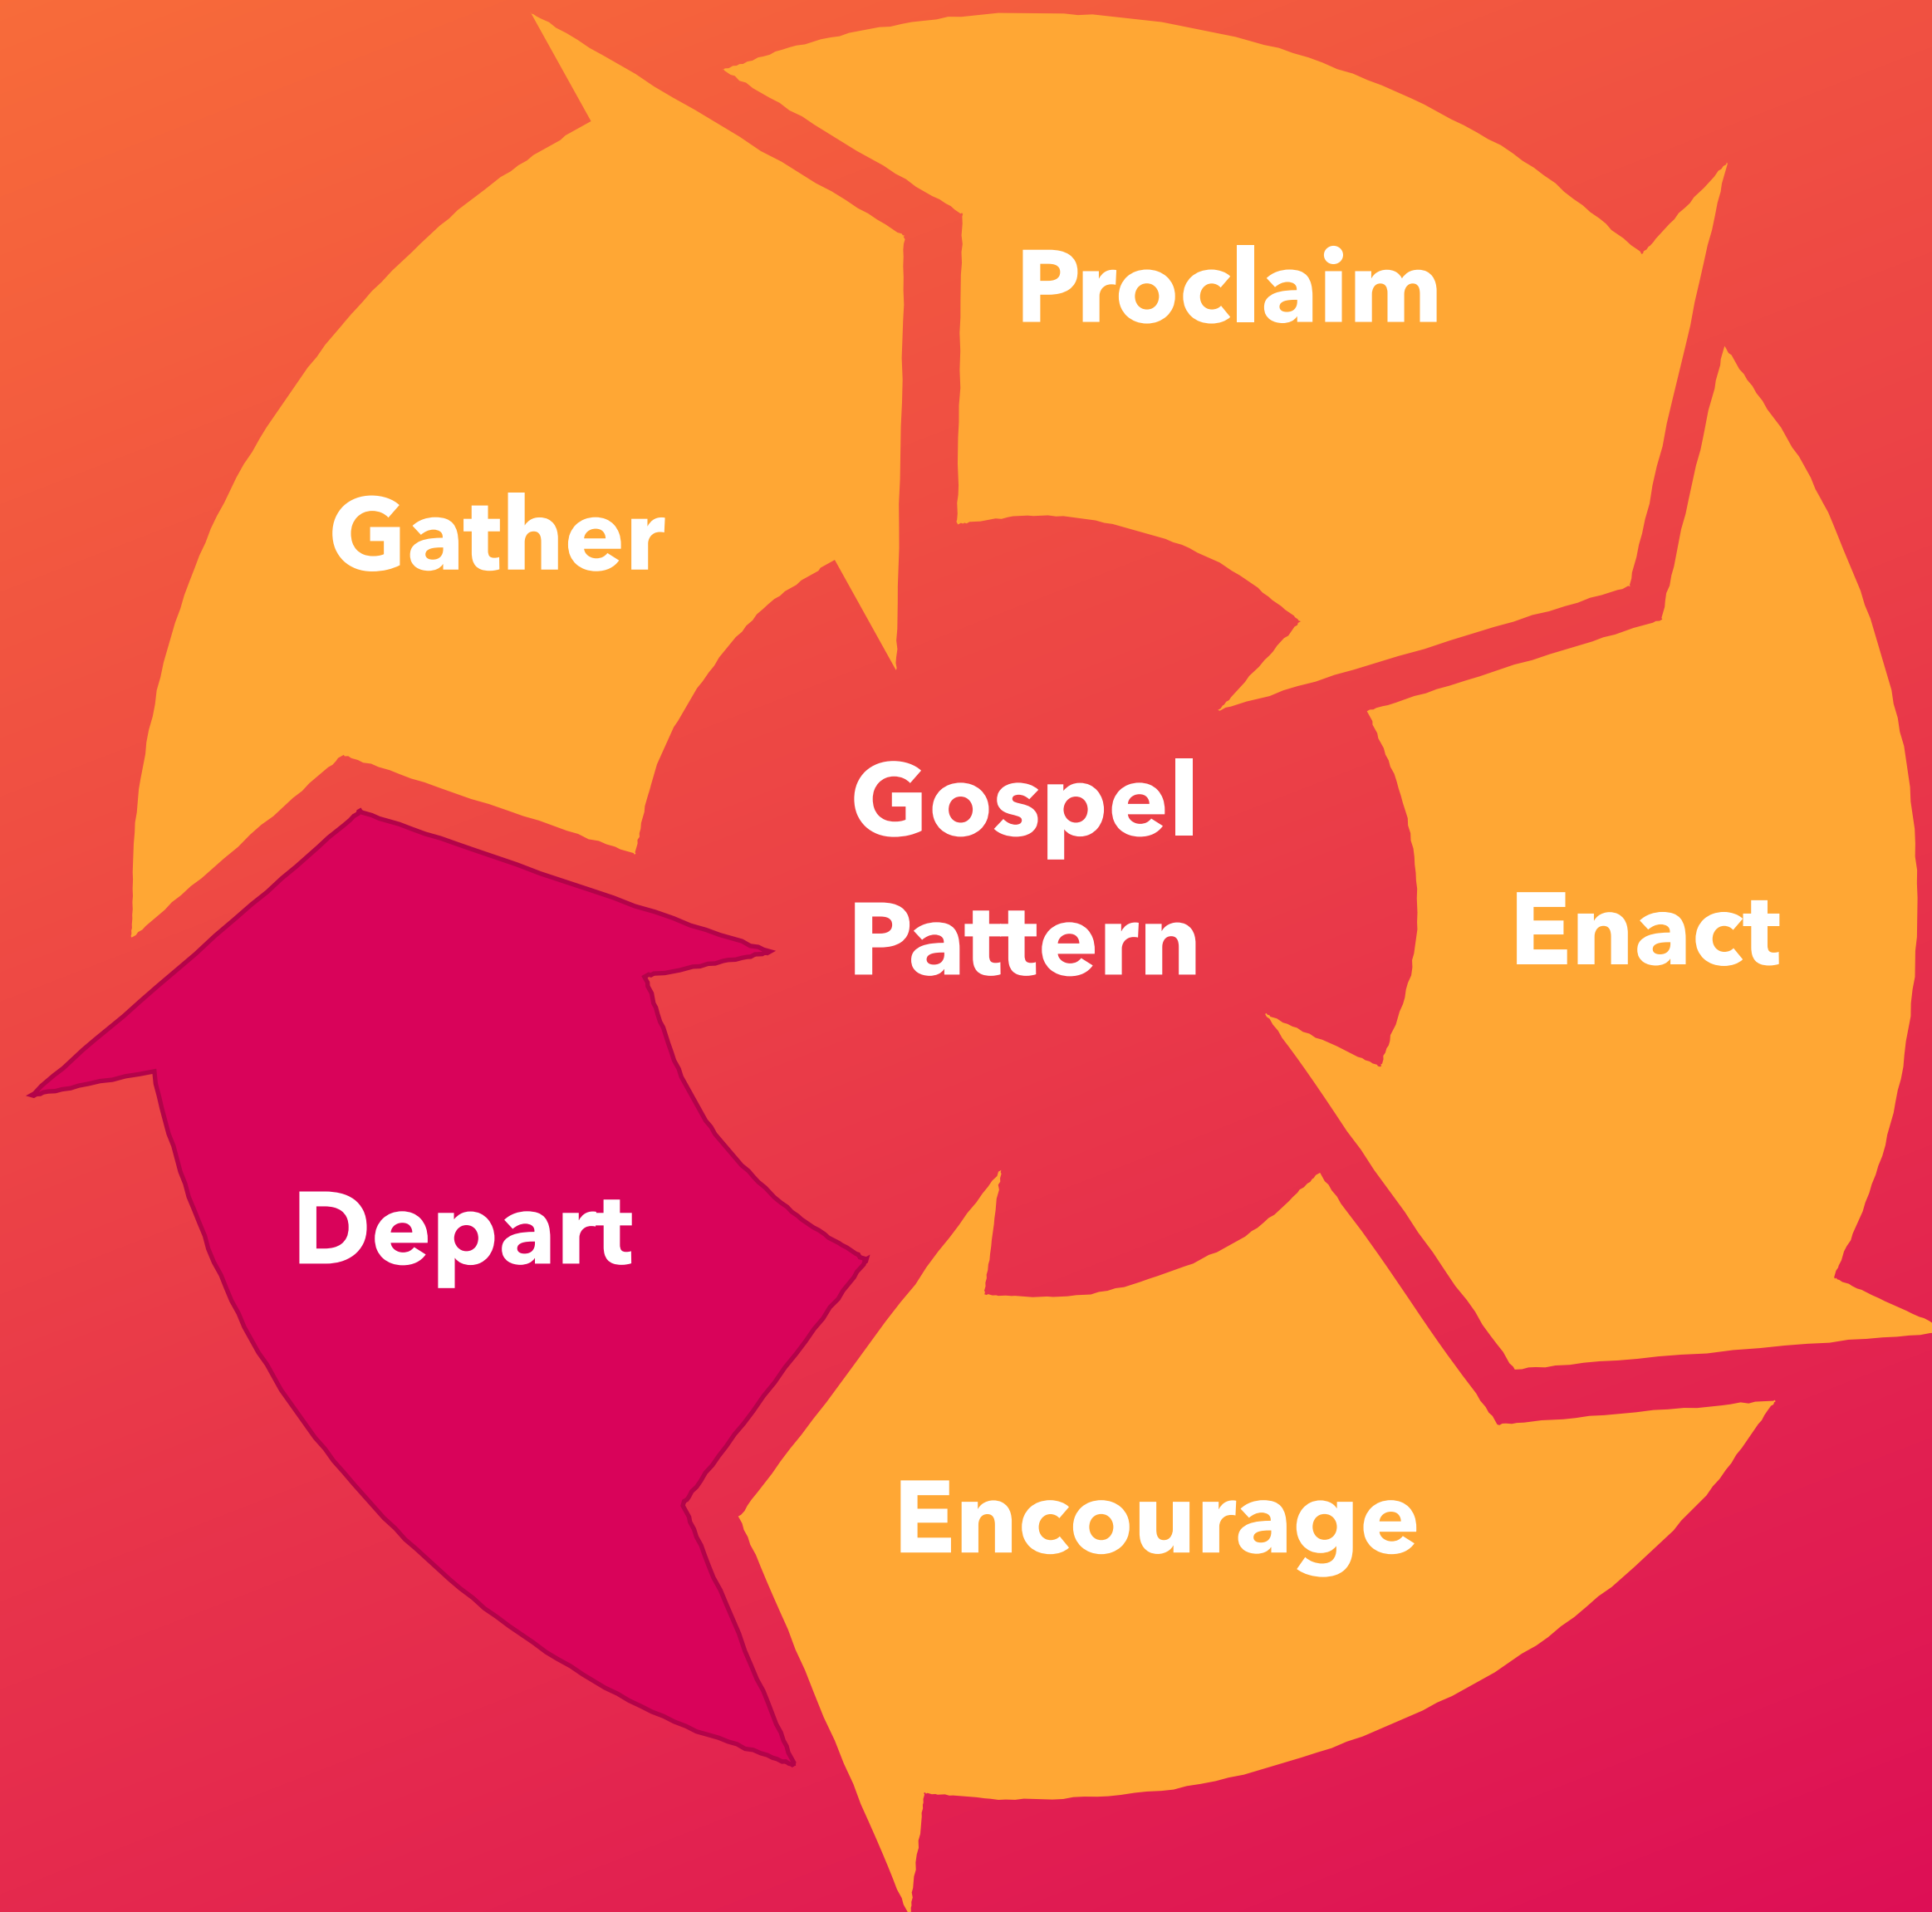 Proclaim
Gather
Gospel
Pattern
Enact
Depart
Encourage